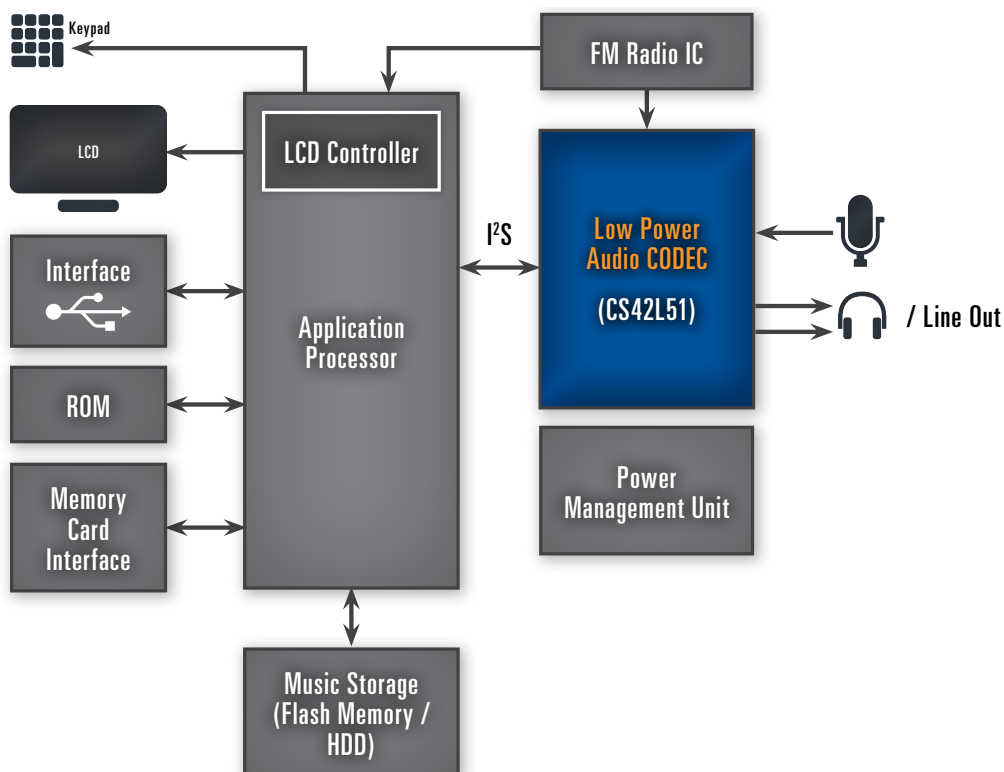 Keypad
FM Radio IC
LCD
LCD Controller
Low Power
Audio CODEC
(CS42L51)
I²S
Interface
/ Line Out
Application
Processor
ROM
Memory
Card
Interface
Power
Management Unit
Music Storage
(Flash Memory /
HDD)